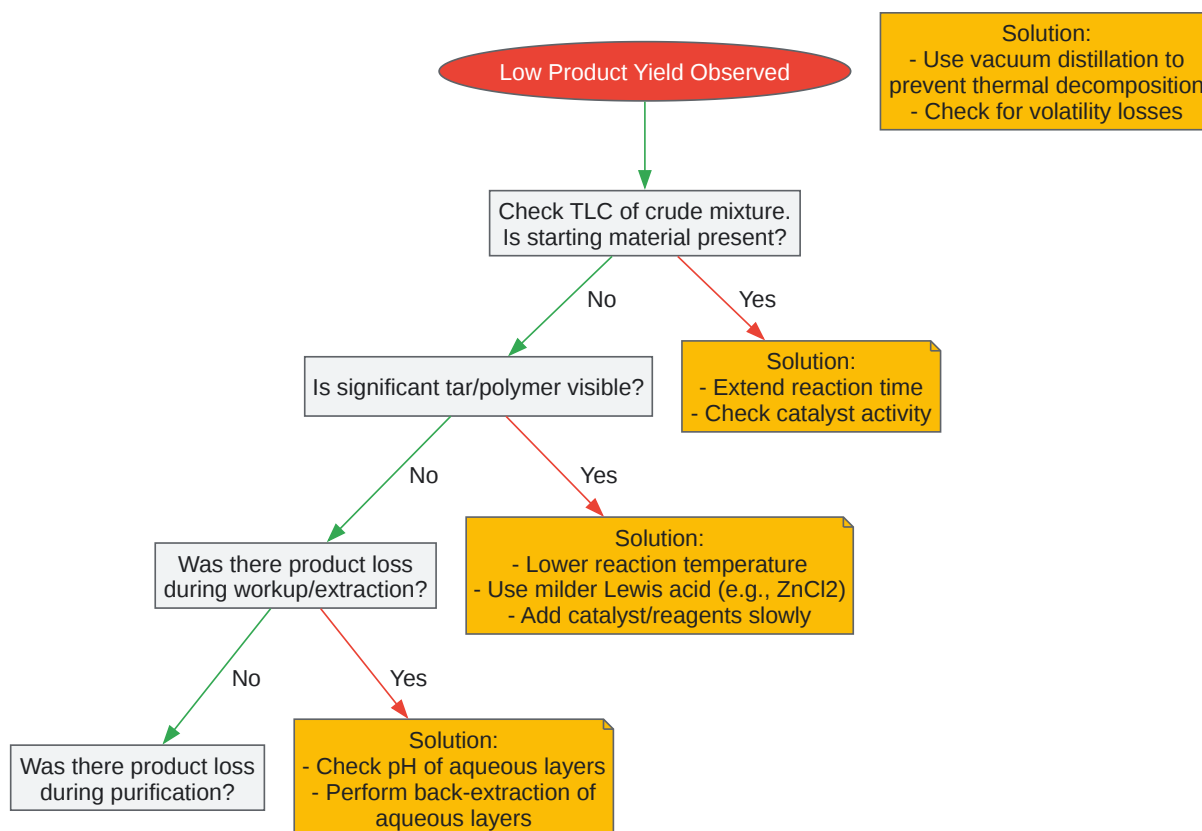 Low Product Yield Observed
Solution:
- Use vacuum distillation to
prevent thermal decomposition
- Check for volatility losses
Check TLC of crude mixture.
Is starting material present?
No
Yes
Is significant tar/polymer visible?
Solution:
- Extend reaction time
- Check catalyst activity
No
Yes
Was there product loss
during workup/extraction?
Solution:
- Lower reaction temperature
- Use milder Lewis acid (e.g., ZnCl2)
- Add catalyst/reagents slowly
No
Yes
Was there product loss
during purification?
Solution:
- Check pH of aqueous layers
- Perform back-extraction of
aqueous layers